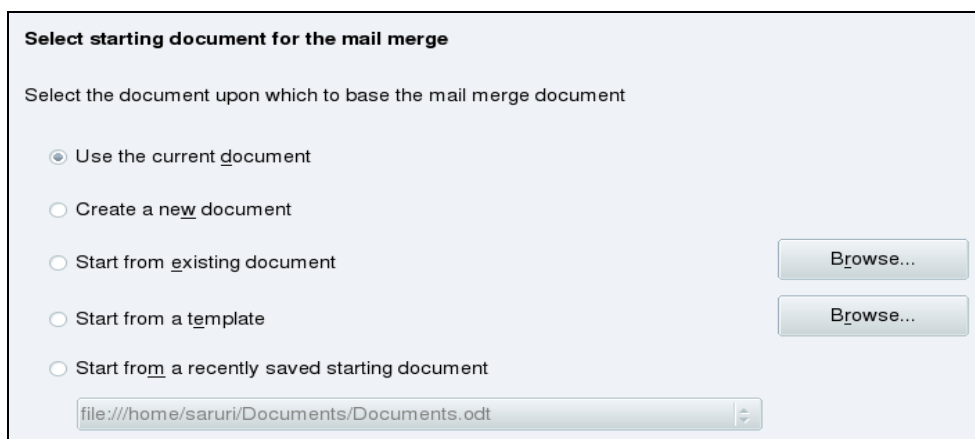 Select starting document for the mail merge
Select the document upon which to base the mail merge document
Use the current document
Create a new document
Start from existing document
Browse...
Start from a template
Browse...
Start from a recently saved starting document
file:///home/saruri/Documents/Documents.odt